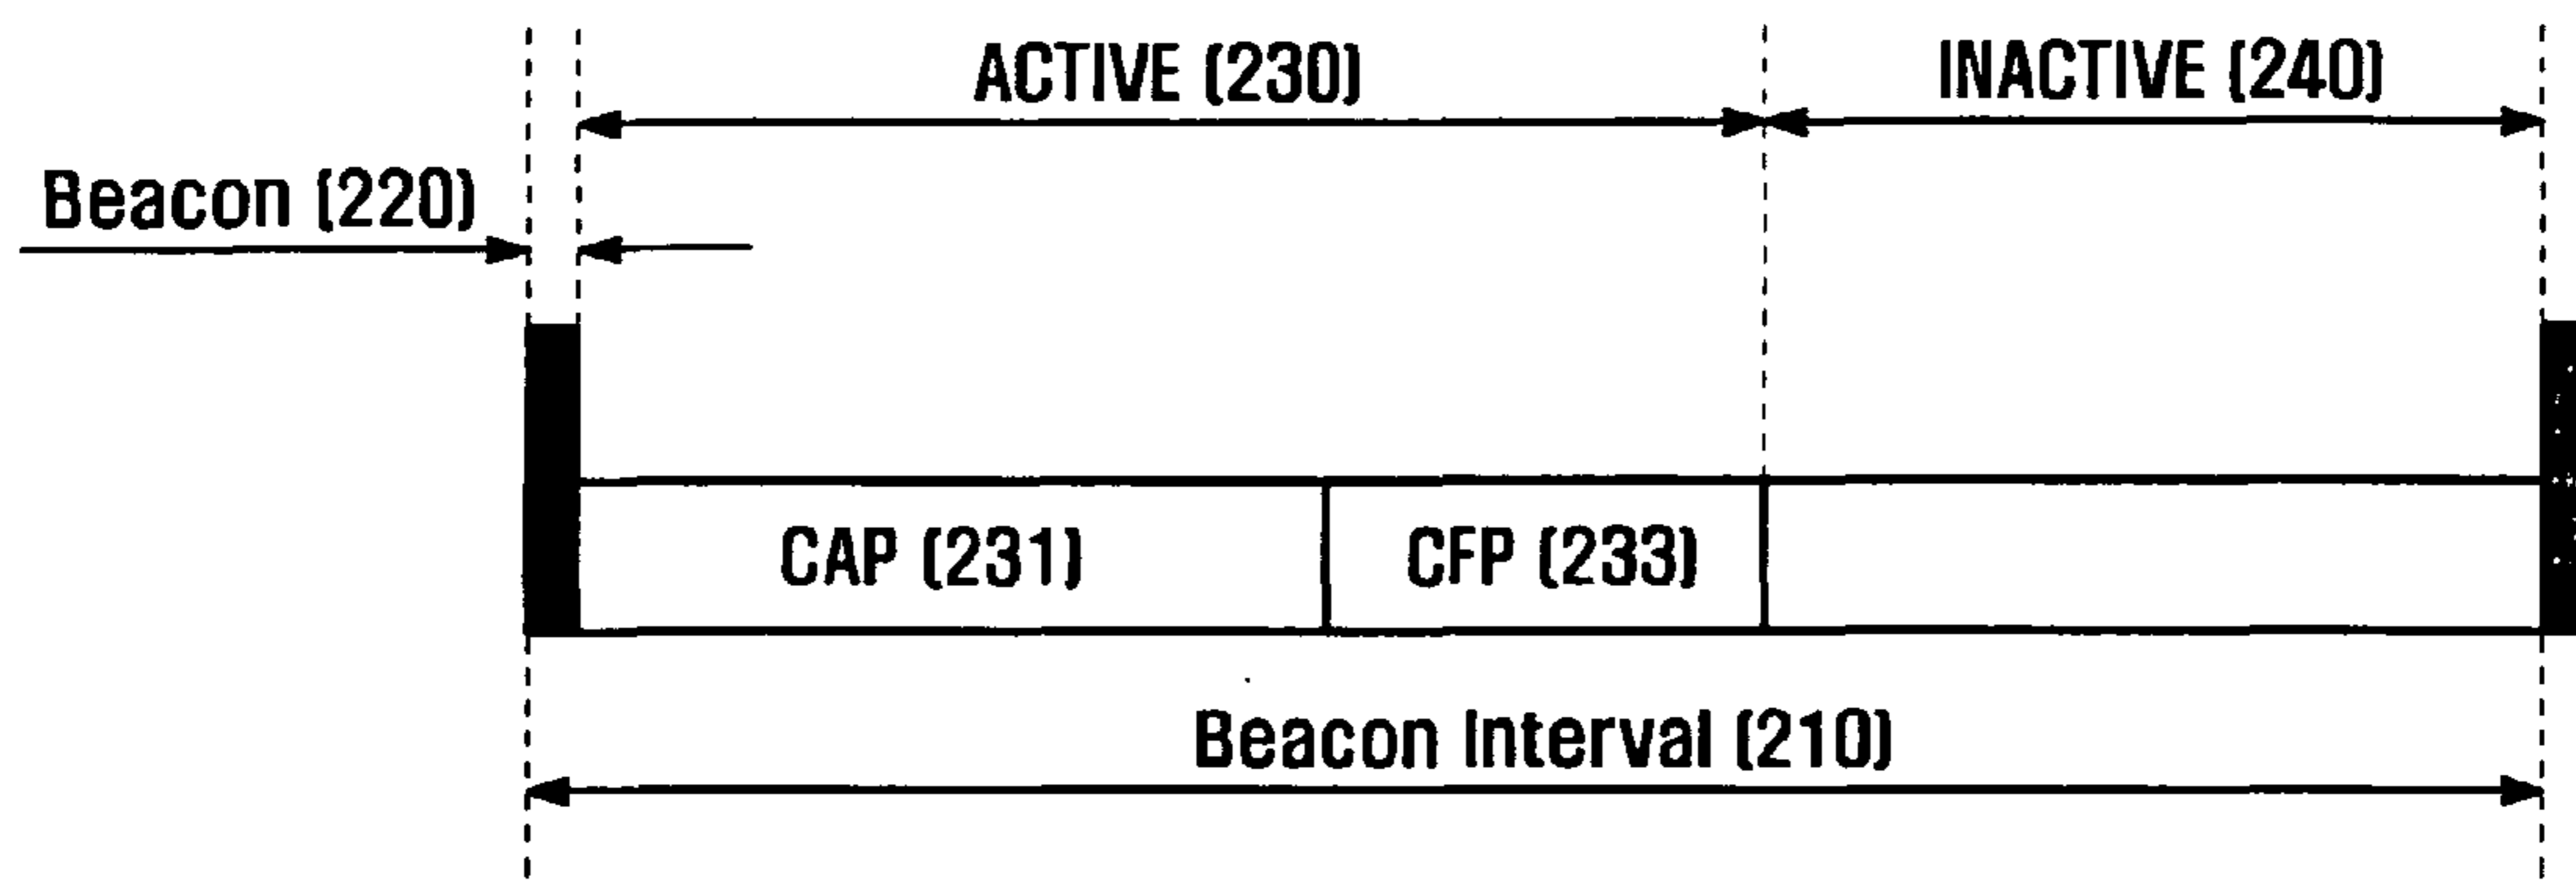 ACTIVE (230)
INACTIVE (240)
Beacon (220)
CAP (231)
CFP (233)
Beacon Interval (210)